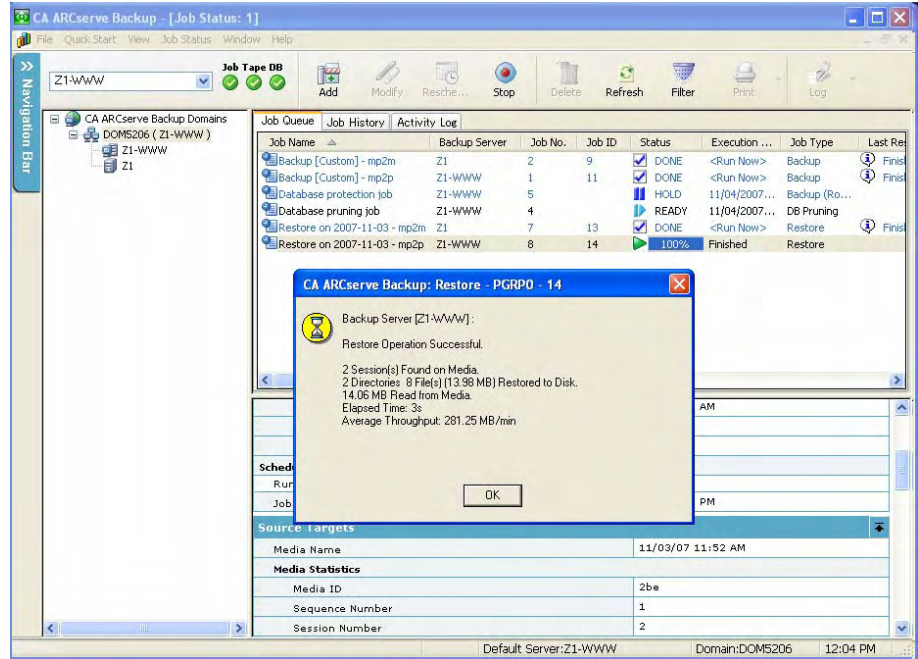 CA ARCserve Backup - [Job Status: 1]
File Quick Start View Job Status Window Help
Z1-WWW
Job Tape DB
Add Modify Resche... Stop Delete Refresh Filter Print Log
Navigation Bar
CA ARCserve Backup Domains
DOM5206 ( Z1-WWW )
Z1-WWW
Z1
Job Queue Job History Activity Log
Job Name Backup Server Job No. Job ID Status Execution ... Job Type Last Re
Backup [Custom] - mp2m Z1 2 9 DONE <Run Now> Backup Finis
Backup [Custom] - mp2p Z1-WWW 1 11 DONE <Run Now> Backup Finis
Database protection job Z1-WWW 5 HOLD 11/04/2007... Backup (Ro...
Database pruning job Z1-WWW 4 READY 11/04/2007... DB Pruning
Restore on 2007-11-03 - mp2m Z1 7 13 DONE <Run Now> Restore Finis
Restore on 2007-11-03 - mp2p Z1-WWW 8 14 100% Finished Restore
CA ARCserve Backup: Restore - PGRP0 - 14
Backup Server [Z1-WWW] :
Restore Operation Successful.
2 Session(s) Found on Media.
2 Directories 8 File(s) (13.98 MB) Restored to Disk.
14.06 MB Read from Media.
Elapsed Time: 3s
Average Throughput: 281.25 MB/min
OK
AM
Sched
Run
Job PM
Source Targets
Media Name 11/03/07 11:52 AM
Media Statistics
Media ID 2be
Sequence Number 1
Session Number 2
Default Server:Z1-WWW Domain:DOM5206 12:04 PM